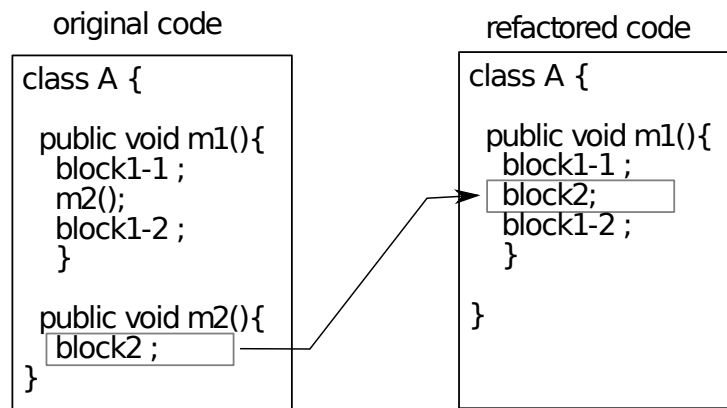 original code
class A {
public void m1(){
block1-1 ;
m2();
block1-2 ;
}
public void m2(){
block2 ;
}
refactored code
class A {
public void m1(){
block1-1 ;
block2;
block1-2 ;
}
}